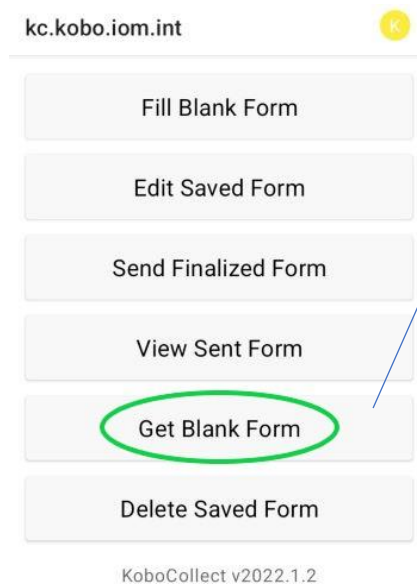 kc.kobo.iom.int
K
Fill Blank Form
Edit Saved Form
Send Finalized Form
View Sent Form
Get Blank Form
Delete Saved Form
KoboCollect v2022.1.2